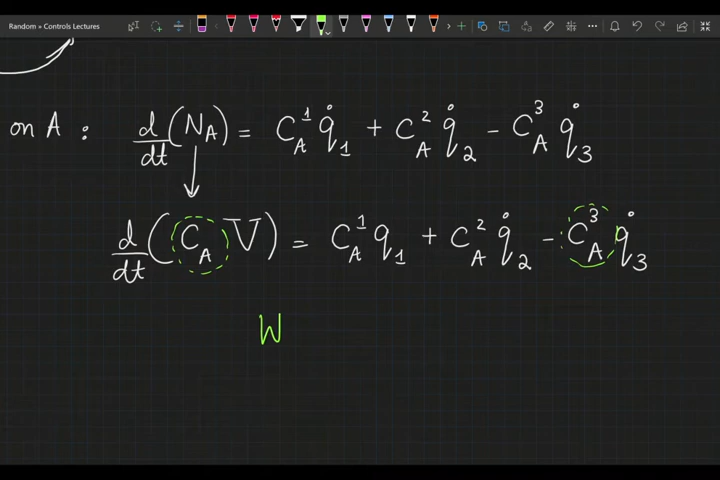 Random » Controls Lectures
on A : d/dt (N_A) = C_A^1 q̇_1 + C_A^2 q̇_2 - C_A^3 q̇_3
d/dt (C_A V) = C_A^1 q_1 + C_A^2 q̇_2 - C_A^3 q̇_3
W